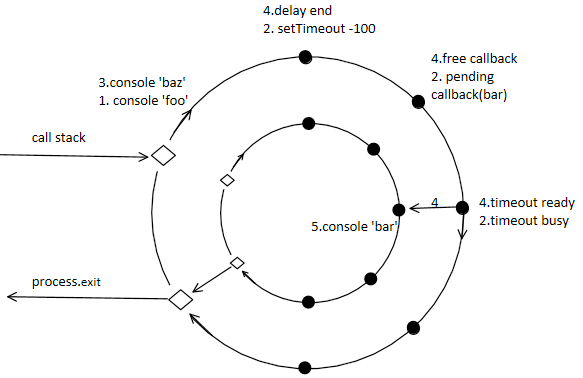 4.delay end
2. setTimeout -100
4.free callback
2. pending
callback(bar)
3.console 'baz'
1. console 'foo'
call stack
4
4.timeout ready
2.timeout busy
5.console 'bar'
process.exit